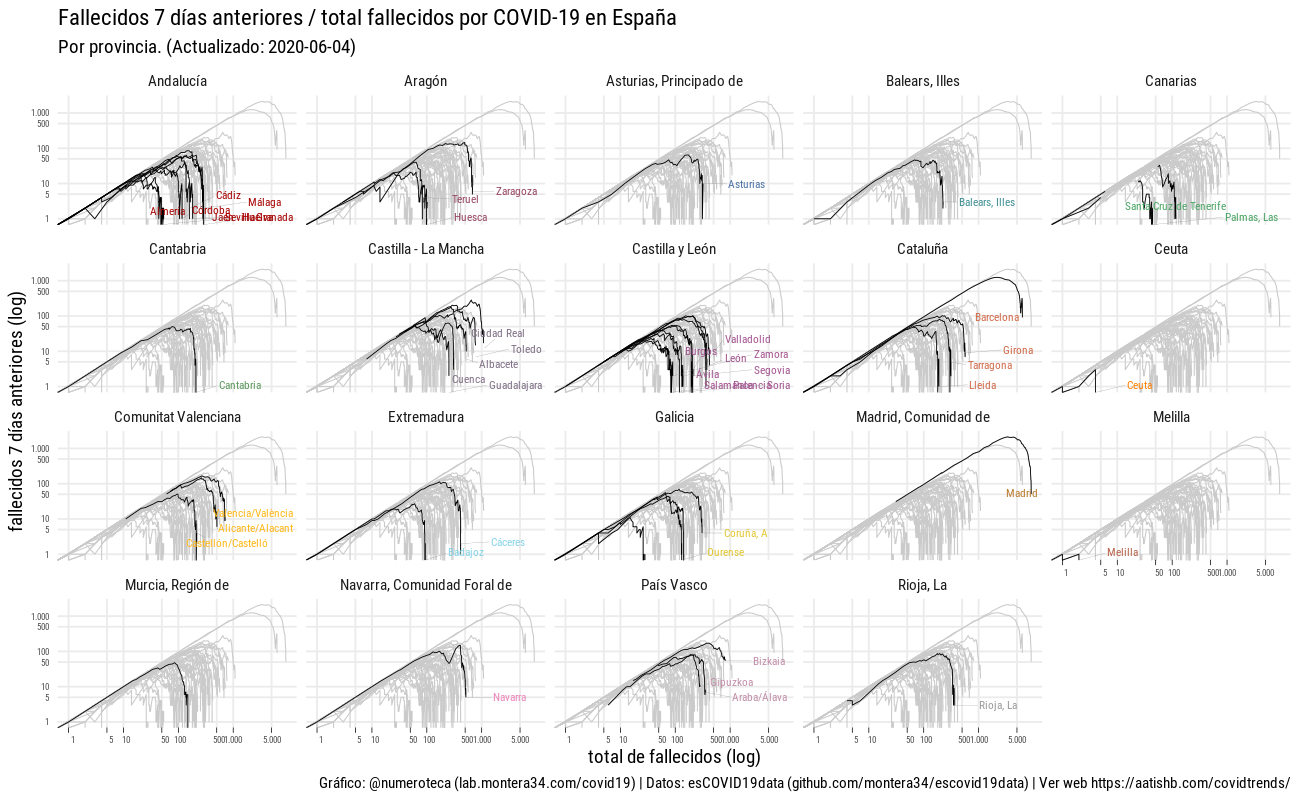 Fallecidos 7 días anteriores / total fallecidos por COVID-19 en España
Por provincia. (Actualizado: 2020-06-04)
Andalucía
Aragón
Asturias, Principado de
Balears, Illes
Canarias
1.000
500
100
50
10
5
1
Cádiz
Málaga
Almería
Córdoba
Zaragoza
Teruel
Huesca
Asturias
Balears, Illes
Santa Cruz de Tenerife
Palmas, Las
Cantabria
Castilla - La Mancha
Castilla y León
Cataluña
Ceuta
1.000
500
100
50
10
5
1
Cantabria
Ciudad Real
Toledo
Albacete
Cuenca
Guadalajara
Valladolid
Burgos
León
Zamora
Ávila
Segovia
Salamanca
Palencia
Soria
Barcelona
Girona
Tarragona
Lleida
Ceuta
Comunitat Valenciana
Extremadura
Galicia
Madrid, Comunidad de
Melilla
1.000
500
100
50
10
5
1
Valencia/València
Alicante/Alacant
Castellón/Castelló
Cáceres
Badajoz
Coruña, A
Ourense
Madrid
Melilla
1 5 10 50 100 500 1.000 5.000
Murcia, Región de
Navarra, Comunidad Foral de
País Vasco
Rioja, La
1.000
500
100
50
10
5
1
Navarra
Bizkaia
Gipuzkoa
Araba/Álava
Rioja, La
1 5 10 50 100 500 1.000 5.000
1 5 10 50 100 500 1.000 5.000
1 5 10 50 100 500 1.000 5.000
1 5 10 50 100 500 1.000 5.000
fallecidos 7 días anteriores (log)
total de fallecidos (log)
Gráfico: @numeroteca (lab.montera34.com/covid19) | Datos: esCOVID19data (github.com/montera34/escovid19data) | Ver web https://aatishb.com/covidtrends/